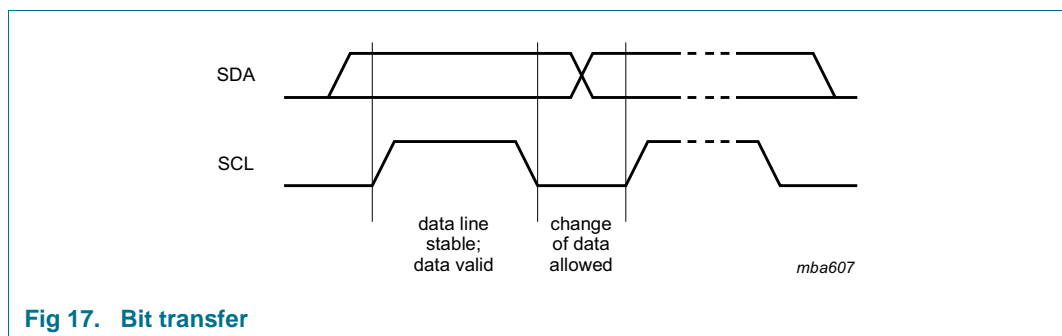 SDA
SCL
data line
stable;
data valid
change
of data
allowed
mba607
Fig 17. Bit transfer